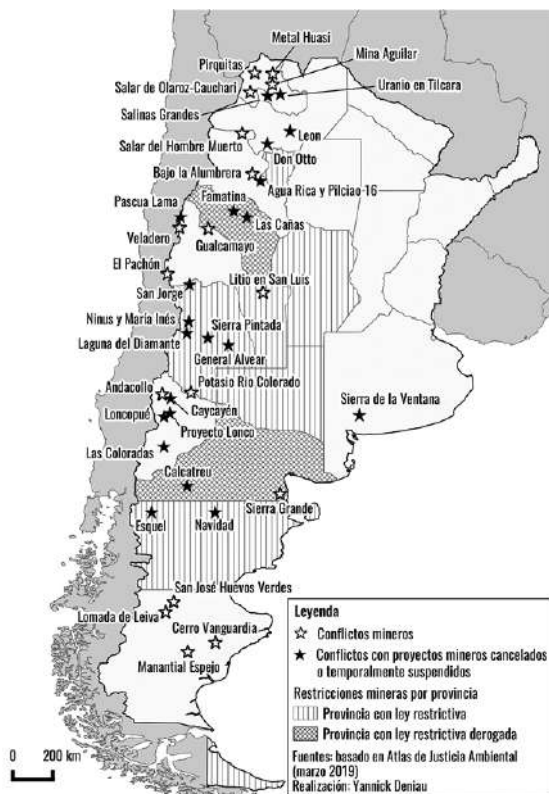 Metal Huasi
Pirquitas
Mina Aguilar
Salar de Olaroz-Cauchari
Uranio en Tilcara
Salinas Grandes
Leon
Salar del Hombre Muerto
Don Otto
Bajo la Alumbrera
Agua Rica y Pilciao-16
Famatina
Pascua Lama
Las Cañas
Veladero
Gualcamayo
El Pachón
Litio en San Luis
San Jorge
Ninus y María Inés
Sierra Pintada
Laguna del Diamante
General Alvear
Andacollo
Potasio Rio Colorado
Caycayén
Sierra de la Ventana
Loncopué
Proyecto Lonco
Las Coloradas
Calcatreu
Sierra Grande
Esquel
Navidad
San José Huevos Verdes
Lomada de Leiva
Cerro Vanguardia
Manantial Espejo
Leyenda
Conflictos mineros
Conflictos con proyectos mineros cancelados
o temporalmente suspendidos
Restricciones mineras por provincia
Provincia con ley restrictiva
Provincia con ley restrictiva derogada
Fuentes: basado en Atlas de Justicia Ambiental
(marzo 2019)
Realización: Yannick Deniau
0 200 km